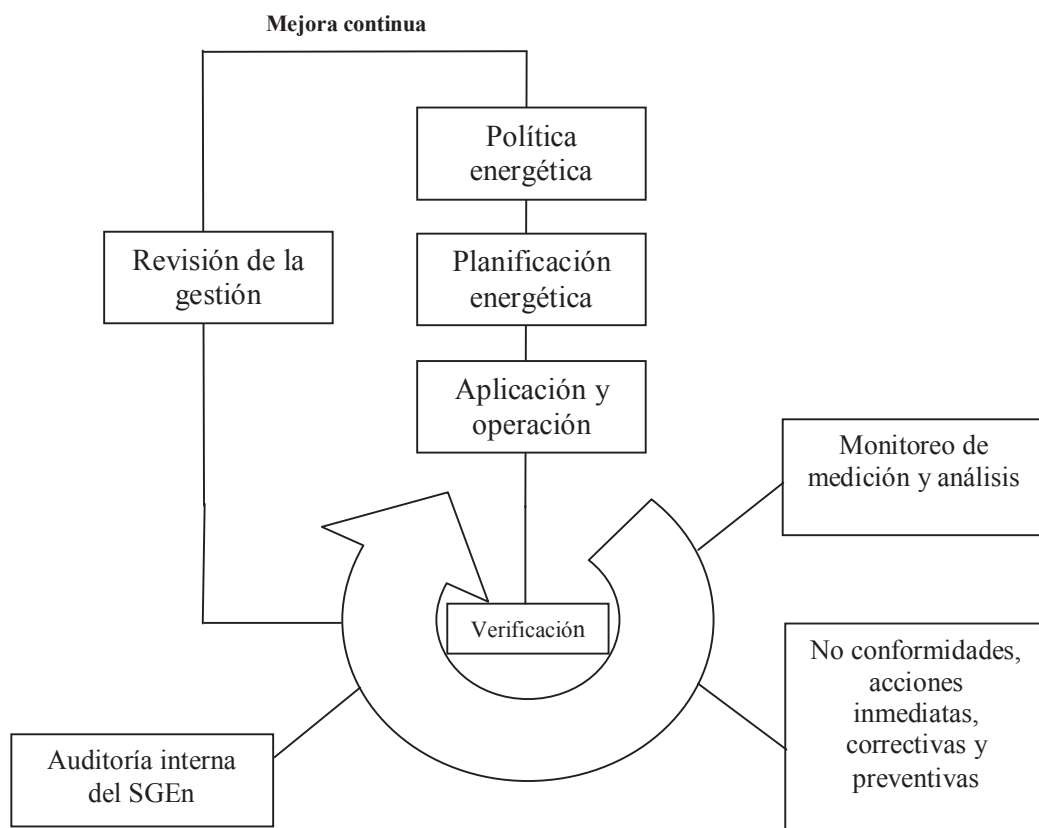 Mejora continua
Política
energética
Revisión de la
gestión
Planificación
energética
Aplicación y
operación
Monitoreo de
medición y análisis
Verificación
No conformidades,
acciones
inmediatas,
correctivas y
preventivas
Auditoría interna
del SGEn